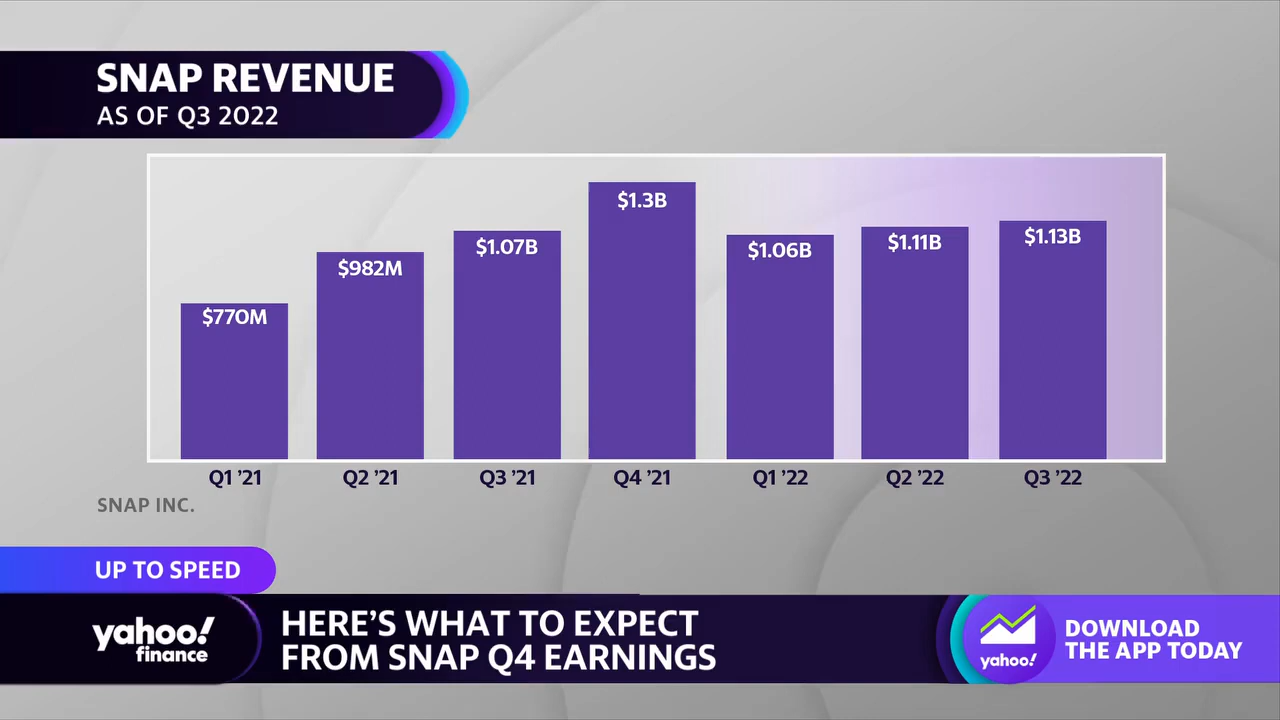 SNAP REVENUE
AS OF Q3 2022
$770M
$982M
$1.07B
$1.3B
$1.06B
$1.11B
$1.13B
Q1 ’21
Q2 ’21
Q3 ’21
Q4 ’21
Q1 ’22
Q2 ’22
Q3 ’22
SNAP INC.
UP TO SPEED
yahoo!
finance
HERE’S WHAT TO EXPECT
FROM SNAP Q4 EARNINGS
yahoo!
DOWNLOAD
THE APP TODAY